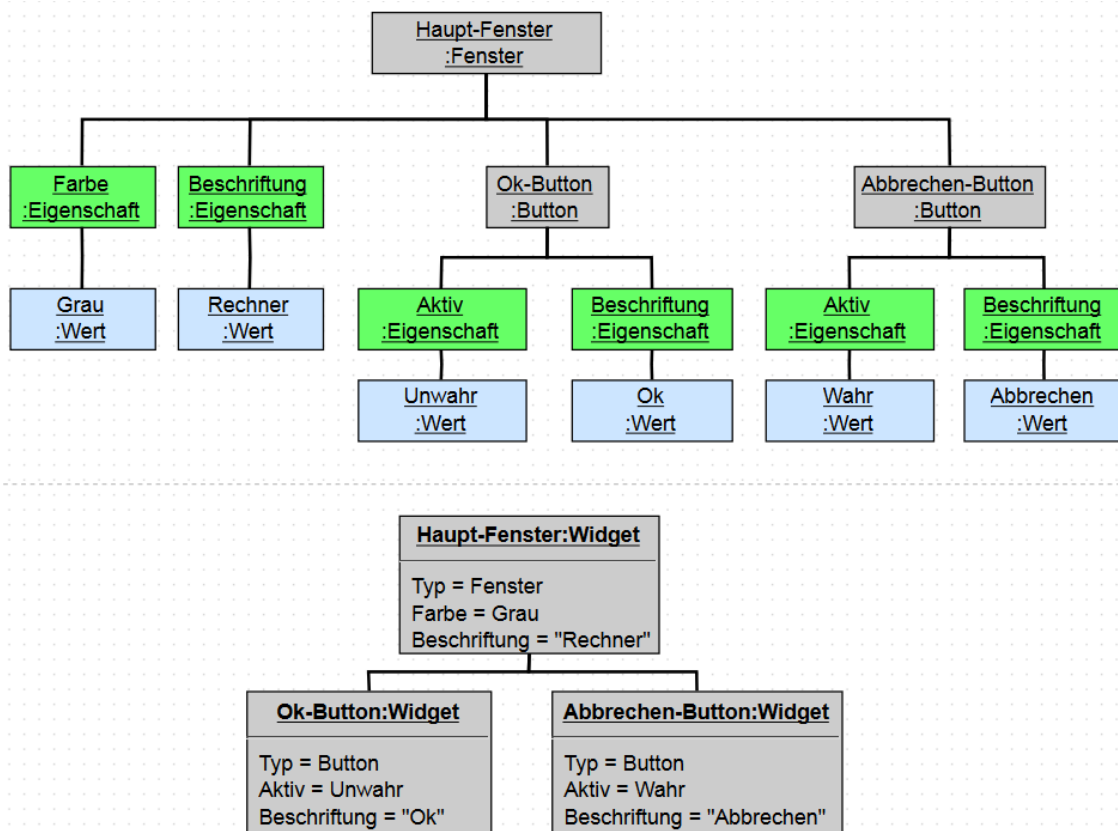 Haupt-Fenster
:Fenster
Farbe
:Eigenschaft
Beschriftung
:Eigenschaft
Ok-Button
:Button
Abbrechen-Button
:Button
Grau
:Wert
Rechner
:Wert
Aktiv
:Eigenschaft
Beschriftung
:Eigenschaft
Aktiv
:Eigenschaft
Beschriftung
:Eigenschaft
Unwahr
:Wert
Ok
:Wert
Wahr
:Wert
Abbrechen
:Wert
Haupt-Fenster:Widget
Typ = Fenster
Farbe = Grau
Beschriftung = "Rechner"
Ok-Button:Widget
Typ = Button
Aktiv = Unwahr
Beschriftung = "Ok"
Abbrechen-Button:Widget
Typ = Button
Aktiv = Wahr
Beschriftung = "Abbrechen"